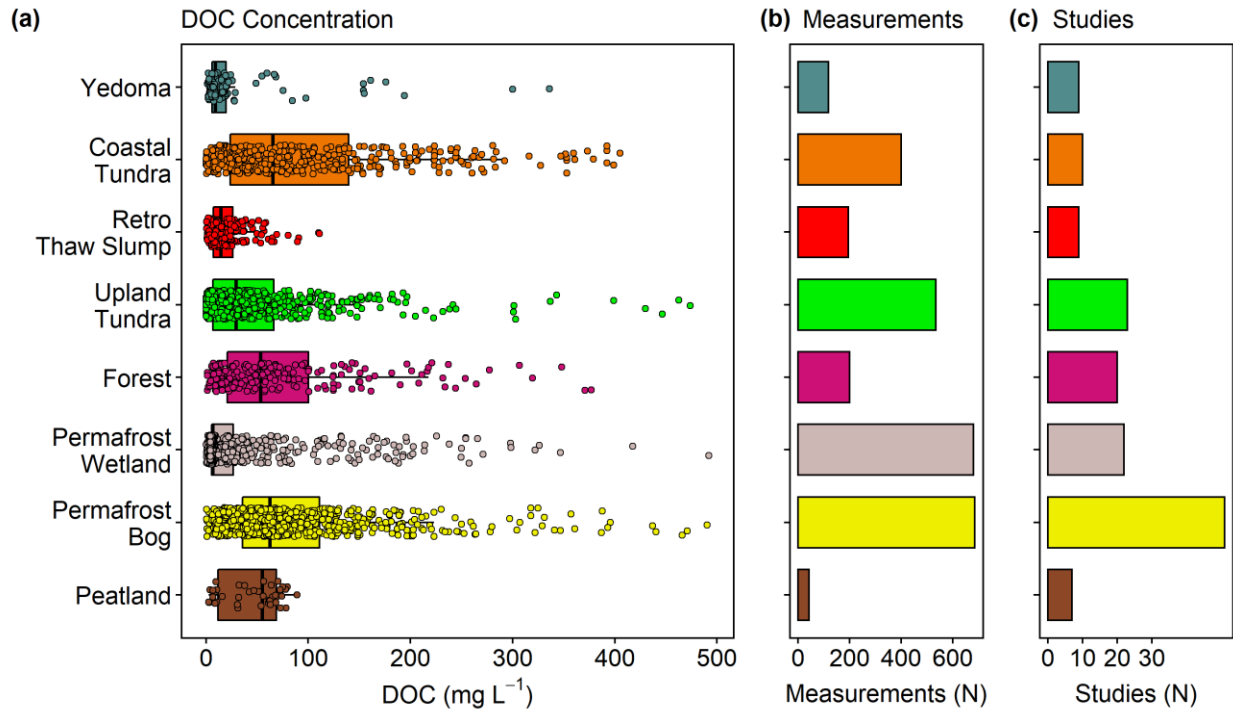 (a) DOC Concentration
(b) Measurements
(c) Studies
Yedoma
Coastal
Tundra
Retro
Thaw Slump
Upland
Tundra
Forest
Permafrost
Wetland
Permafrost
Bog
Peatland
0 100 200 300 400 500
DOC (mg L⁻¹)
0 200 400 600
Measurements (N)
0 10 20 30
Studies (N)